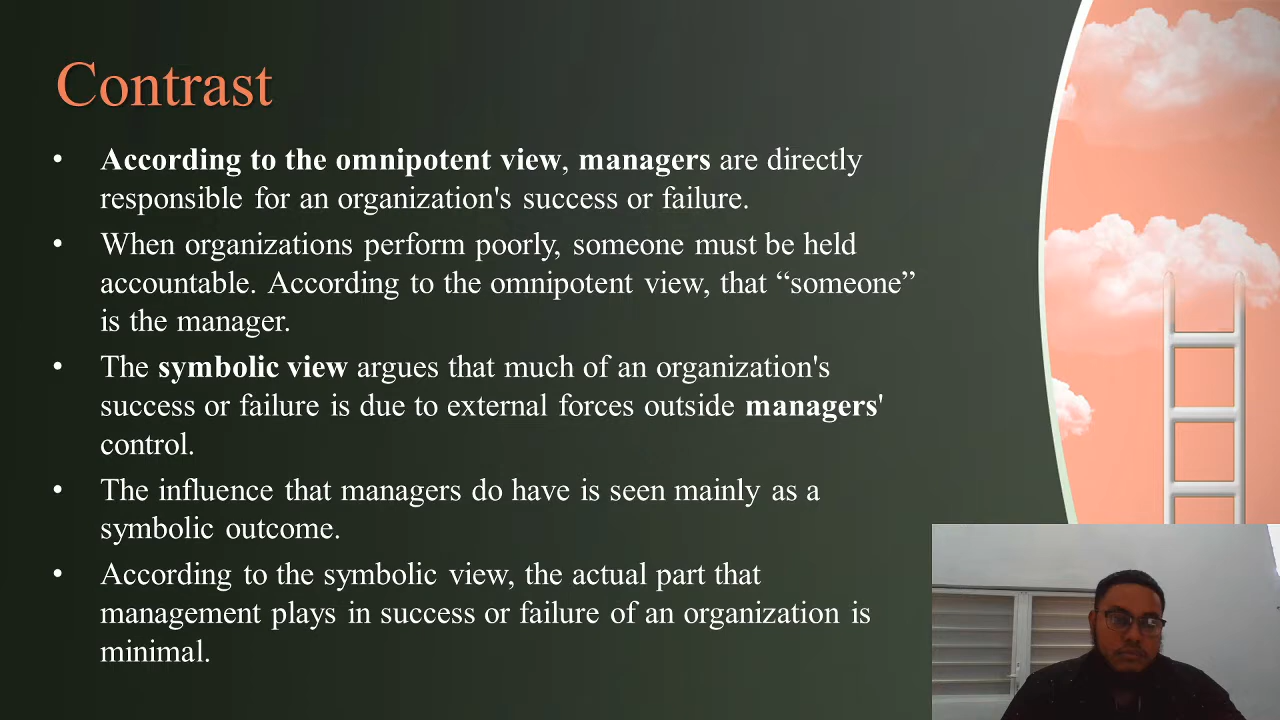 Contrast
• According to the omnipotent view, managers are directly
responsible for an organization's success or failure.
• When organizations perform poorly, someone must be held
accountable. According to the omnipotent view, that “someone”
is the manager.
• The symbolic view argues that much of an organization's
success or failure is due to external forces outside managers'
control.
• The influence that managers do have is seen mainly as a
symbolic outcome.
• According to the symbolic view, the actual part that
management plays in success or failure of an organization is
minimal.